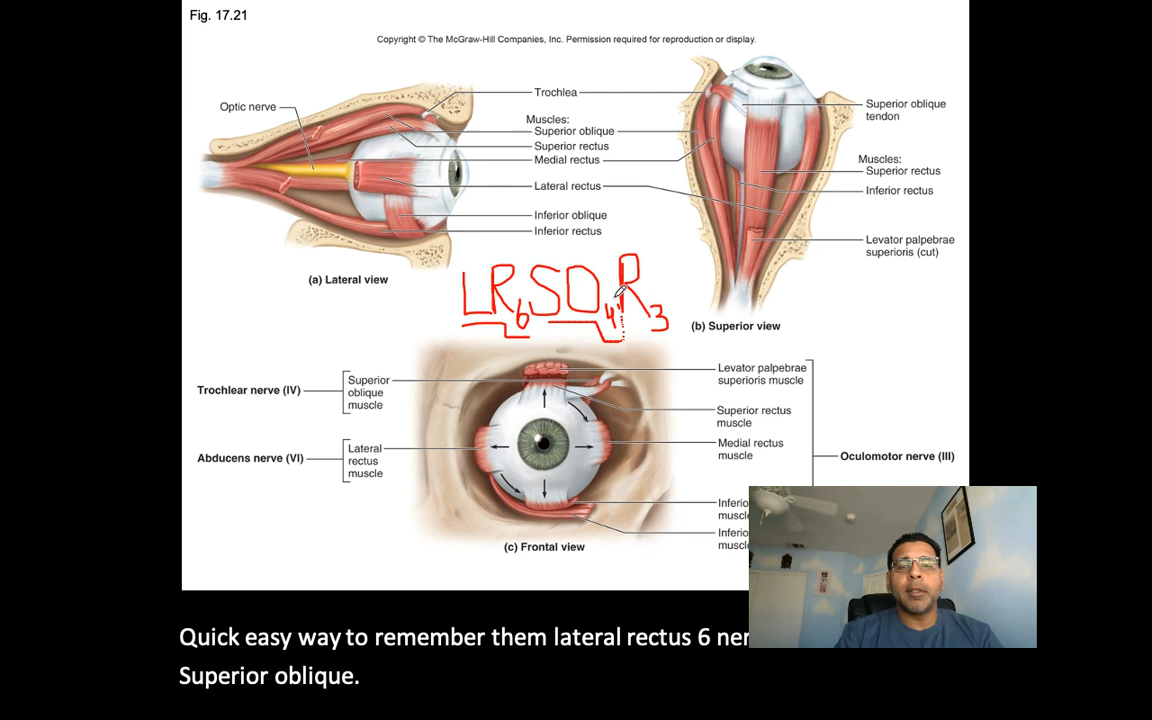 Fig. 17.21
Copyright © The McGraw-Hill Companies, Inc. Permission required for reproduction or display.
Optic nerve
Trochlea
Muscles:
Superior oblique
Superior rectus
Medial rectus
Lateral rectus
Inferior oblique
Inferior rectus
(a) Lateral view
Superior oblique
tendon
Muscles:
Superior rectus
Inferior rectus
Levator palpebrae
superioris (cut)
(b) Superior view
LR6SO4R3
Trochlear nerve (IV)
Superior
oblique
muscle
Abducens nerve (VI)
Lateral
rectus
muscle
Levator palpebrae
superioris muscle
Superior rectus
muscle
Medial rectus
muscle
Oculomotor nerve (III)
(c) Frontal view
Quick easy way to remember them lateral rectus 6
Superior oblique.